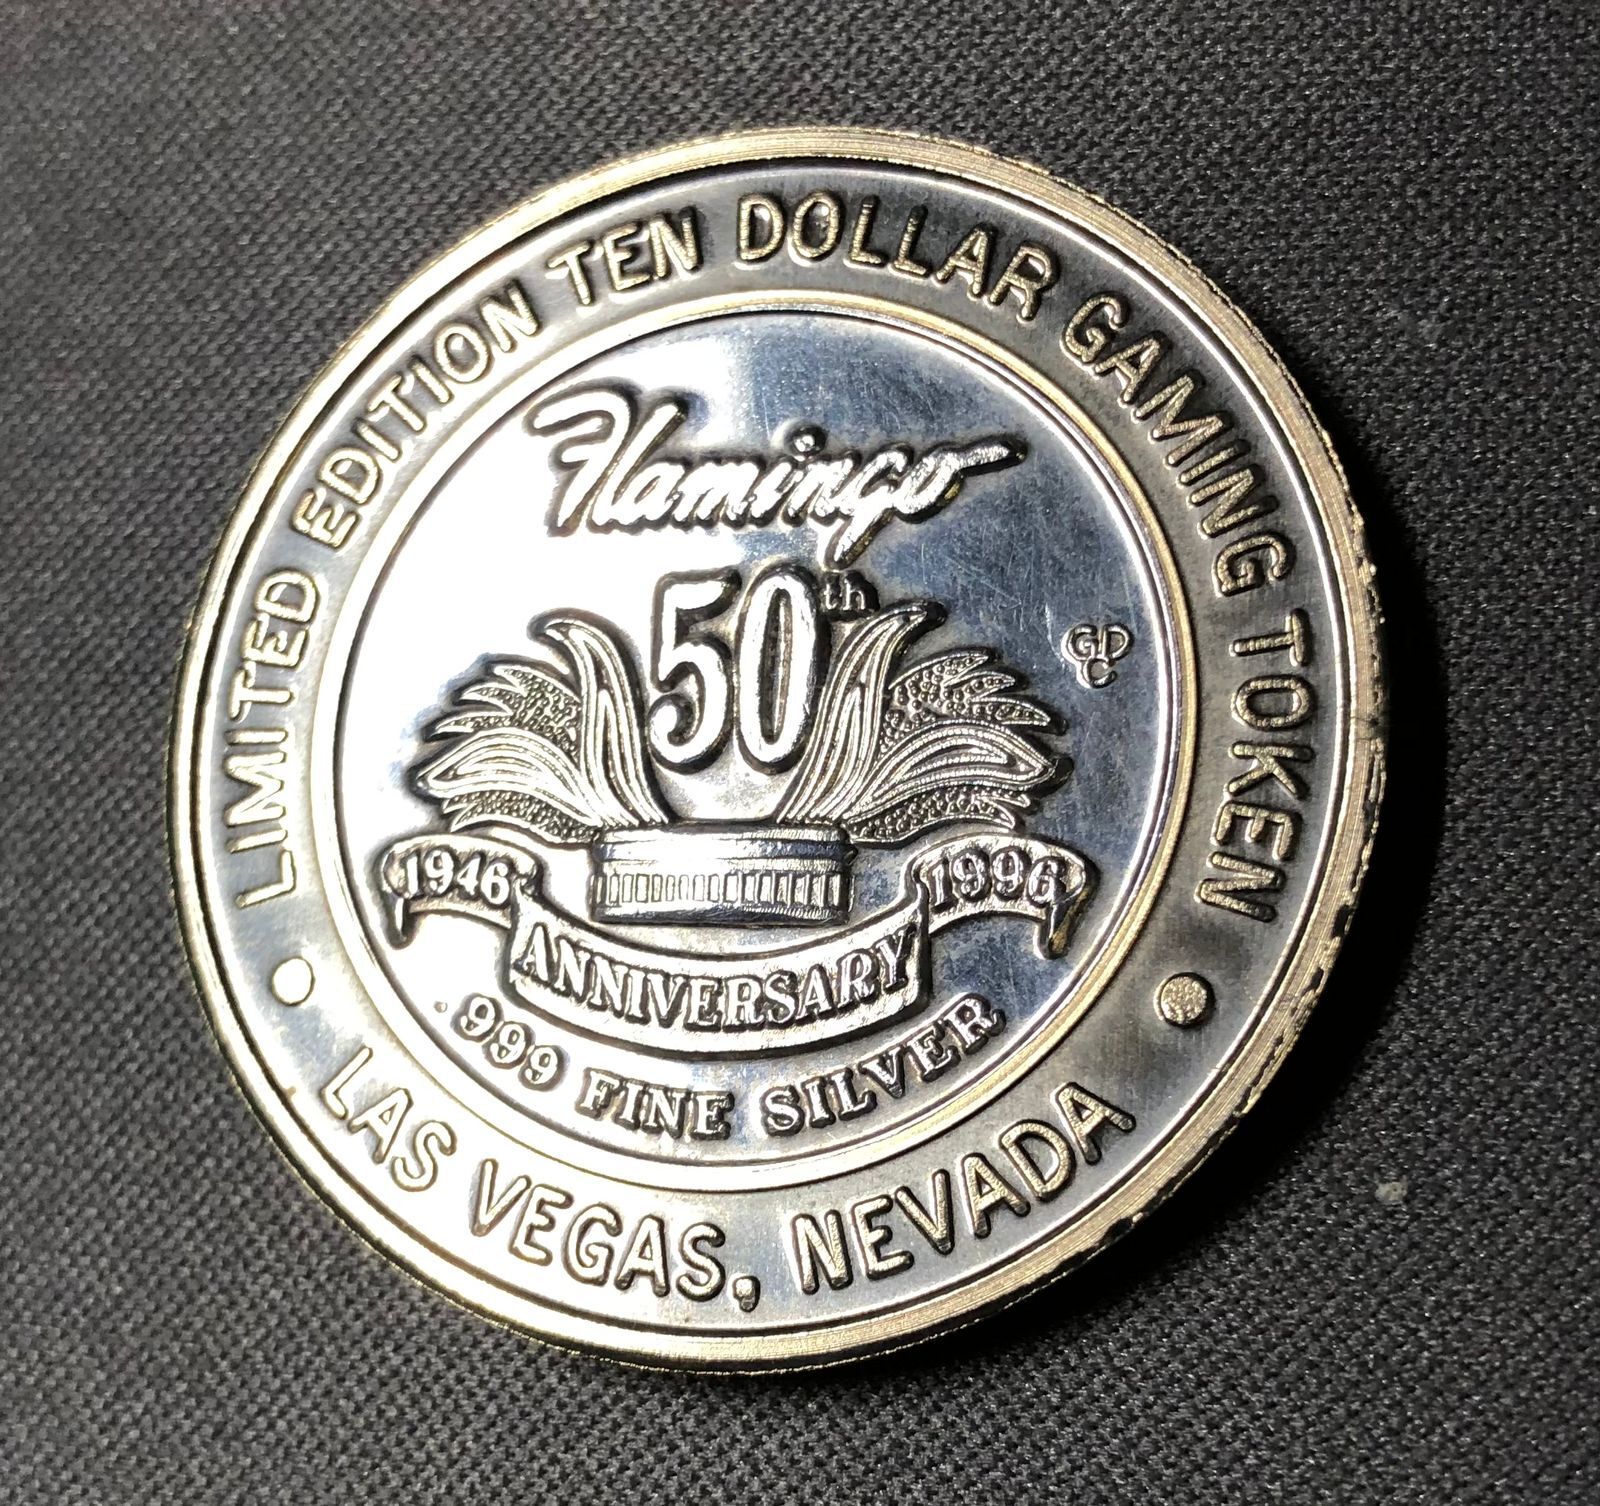 LIMITED EDITION TEN DOLLAR GAMING TOKEN
Flamingo
50th
GDC
1946 1996
ANNIVERSARY
.999 FINE SILVER
LAS VEGAS, NEVADA